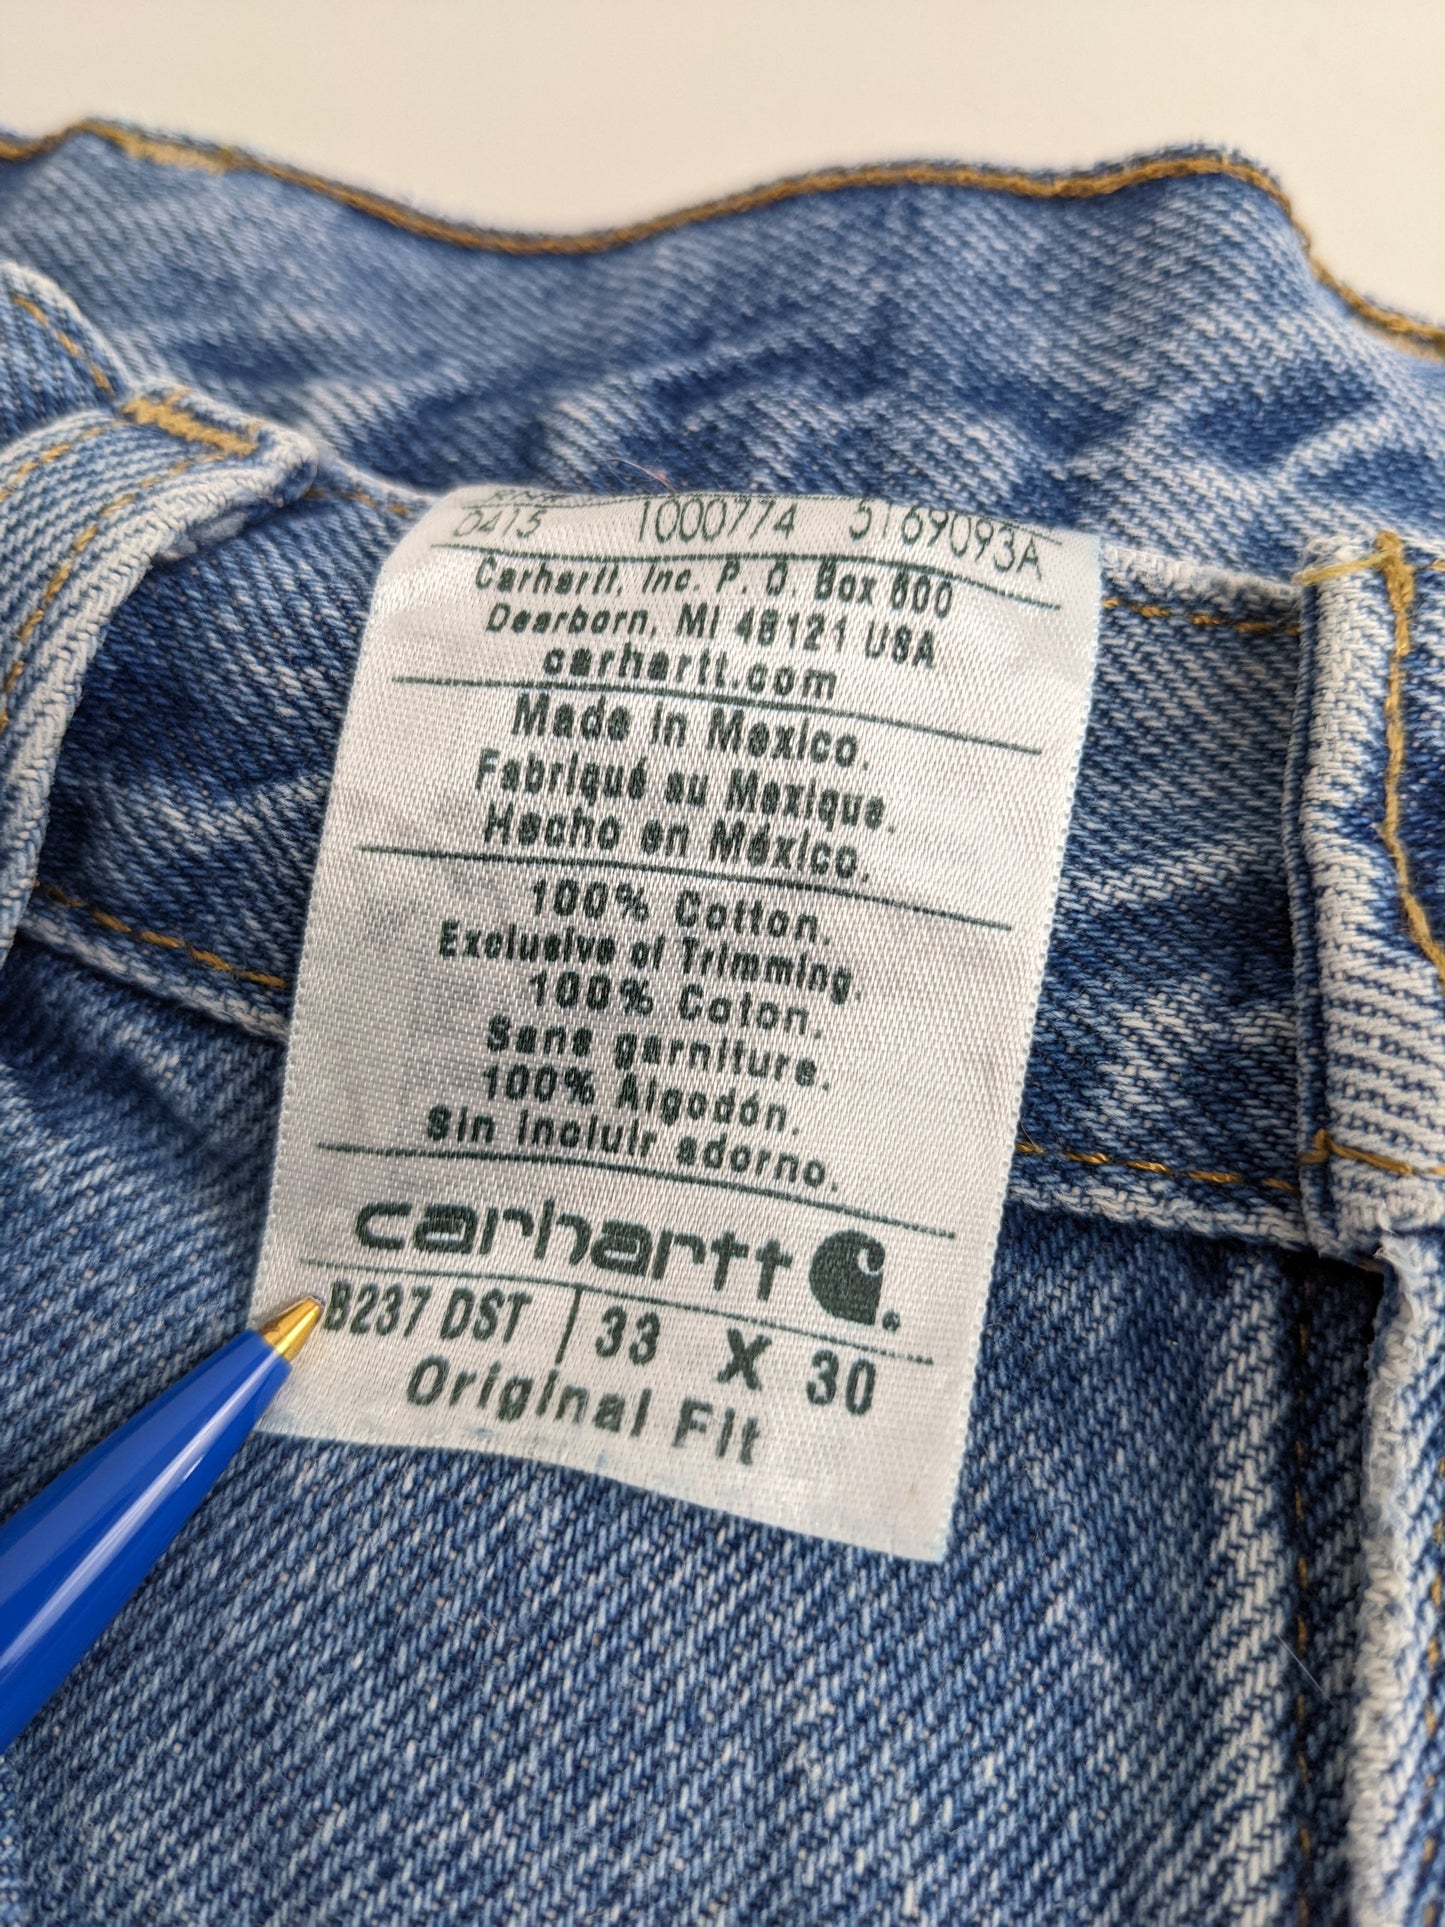 0415 1000774 5169093A
Carhartt, Inc. P. O. Box 600
Dearborn, MI 48121 USA
carhartt.com
Made in Mexico.
Fabriqué au Mexique.
Hecho en México.
100% Cotton.
Exclusive of Trimming.
100% Coton.
Sans garniture.
100% Algodón.
Sin incluir adorno.
carhartt
B237 DST | 33 X 30
Original Fit